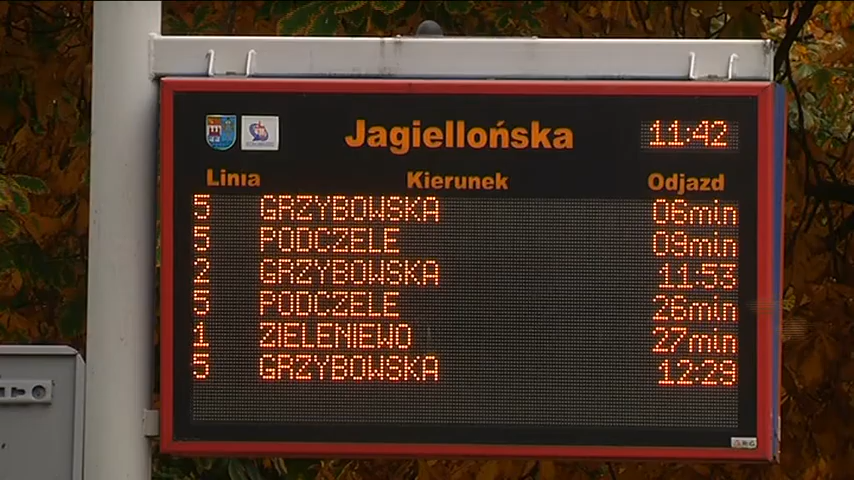 Jagiellońska 11:42
Linia Kierunek Odjazd
5 GRZYBOWSKA 06min
5 PODCZELE 09min
2 GRZYBOWSKA 11:53
5 PODCZELE 26min
1 ZIELENIEWO 27min
5 GRZYBOWSKA 12:29